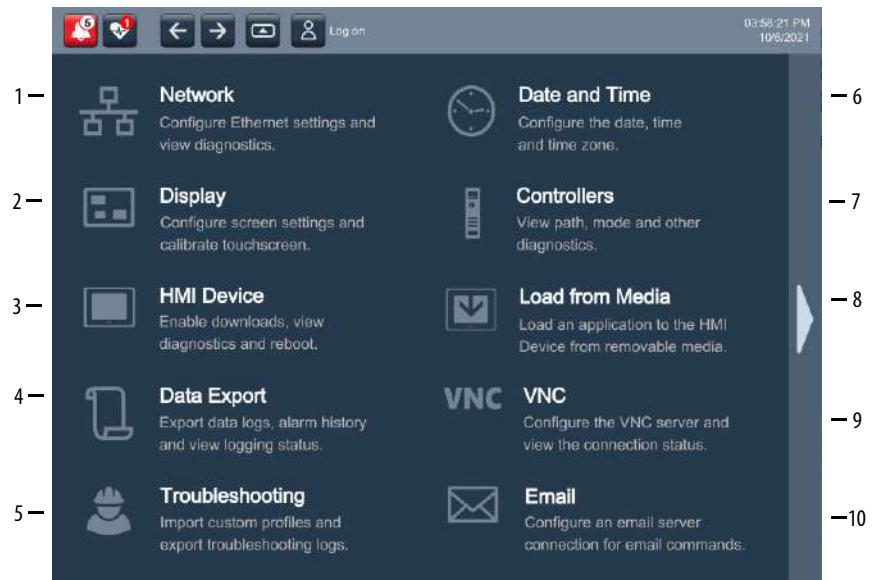 5
1
Log on
03:58:21 PM
10/6/2021
1
Network
Configure Ethernet settings and
view diagnostics.
2
Display
Configure screen settings and
calibrate touchscreen.
3
HMI Device
Enable downloads, view
diagnostics and reboot.
4
Data Export
Export data logs, alarm history
and view logging status.
5
Troubleshooting
Import custom profiles and
export troubleshooting logs.
Date and Time
Configure the date, time
and time zone.
6
Controllers
View path, mode and other
diagnostics.
7
Load from Media
Load an application to the HMI
Device from removable media.
8
VNC
VNC
Configure the VNC server and
view the connection status.
9
Email
Configure an email server
connection for email commands.
10